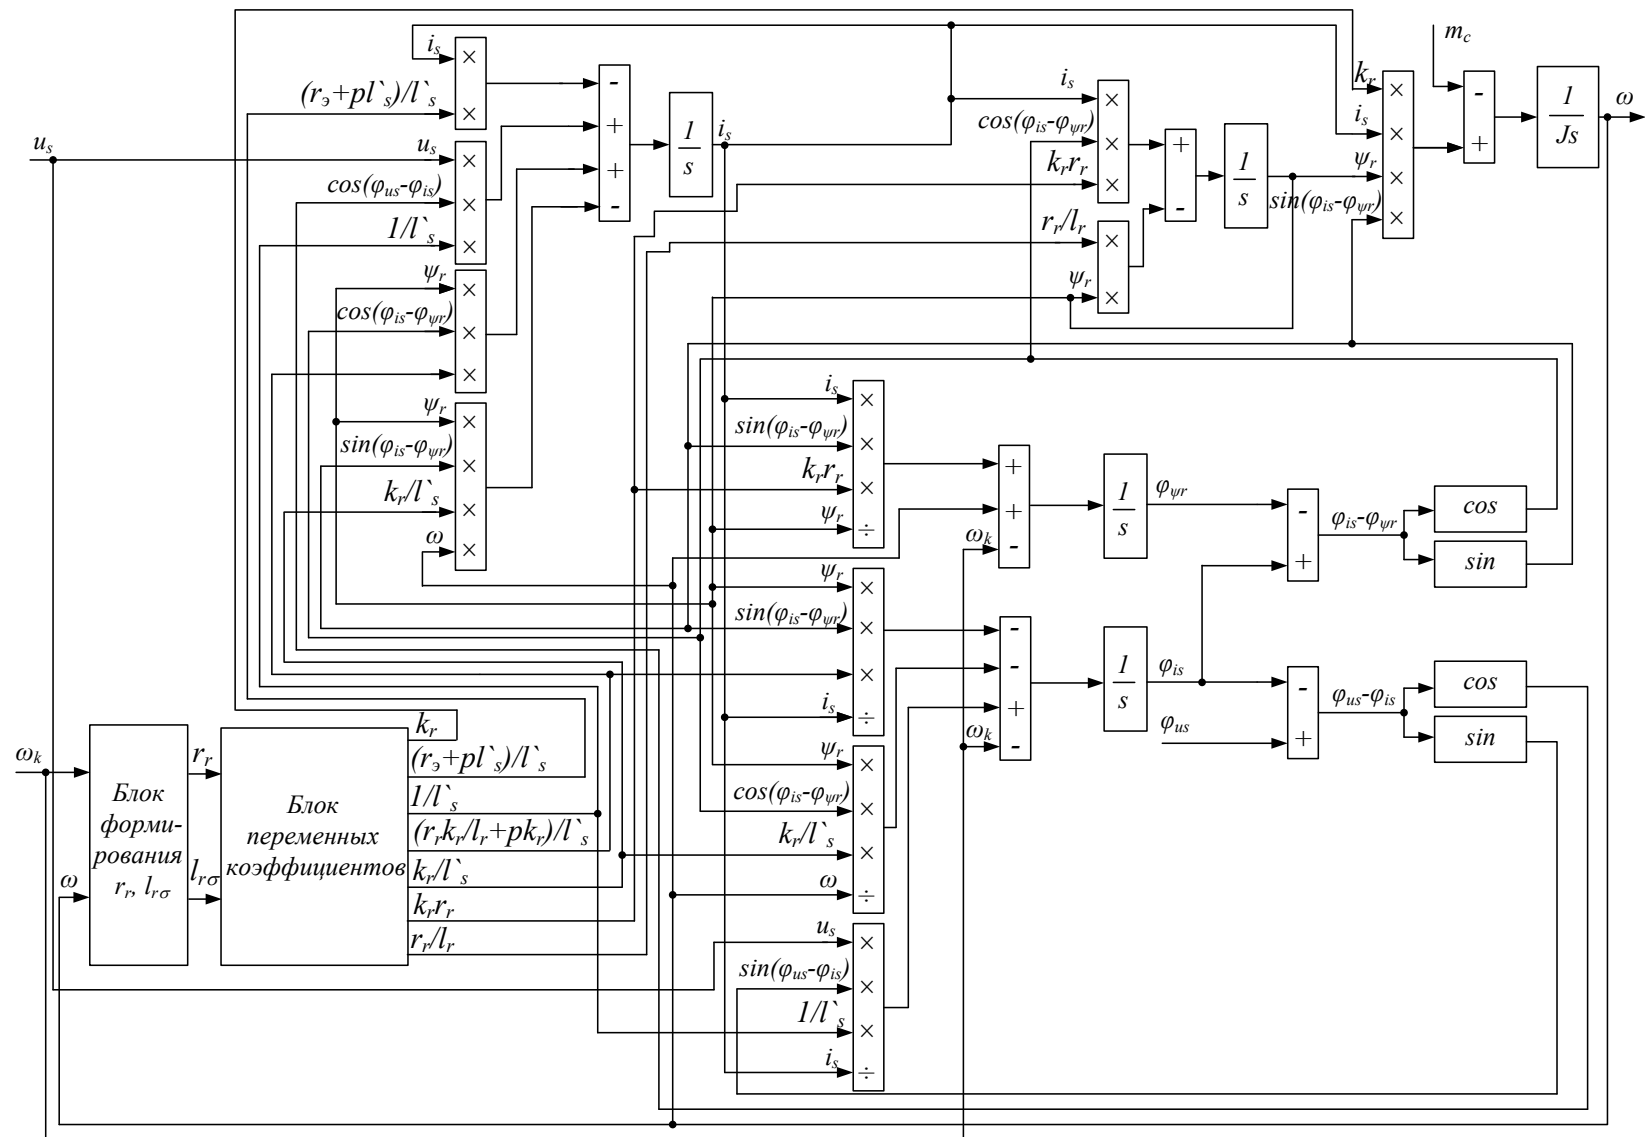 i_s
(r_э+pl`_s)/l`_s
u_s
u_s
cos(φ_us-φ_is)
1/l`_s
ψ_r
cos(φ_is-φ_ψr)
ψ_r
sin(φ_is-φ_ψr)
k_r/l`_s
ω
×
×
×
×
×
×
×
×
×
×
×
×
-
+
+
-
1
s
i_s
i_s
cos(φ_is-φ_ψr)
k_r r_r
r_r/l_r
ψ_r
×
×
×
×
×
+
-
1
s
k_r
i_s
ψ_r
sin(φ_is-φ_ψr)
×
×
×
×
m_c
-
+
1
Js
ω
i_s
sin(φ_is-φ_ψr)
k_r r_r
ψ_r
×
×
×
÷
ω_k
+
+
-
1
s
φ_ψr
-
+
φ_is-φ_ψr
cos
sin
ψ_r
sin(φ_is-φ_ψr)
i_s
×
×
×
÷
ω_k
-
-
+
-
1
s
φ_is
φ_us
-
+
φ_us-φ_is
cos
sin
ψ_r
cos(φ_is-φ_ψr)
k_r/l`_s
ω
×
×
×
÷
u_s
sin(φ_us-φ_is)
1/l`_s
i_s
×
×
×
÷
ω_k
ω
Блок
форми-
рования
r_r, l_rσ
r_r
l_rσ
Блок
переменных
коэффициентов
k_r
(r_э+pl`_s)/l`_s
1/l`_s
(r_r k_r/l_r+pk_r)/l`_s
k_r/l`_s
k_r r_r
r_r/l_r